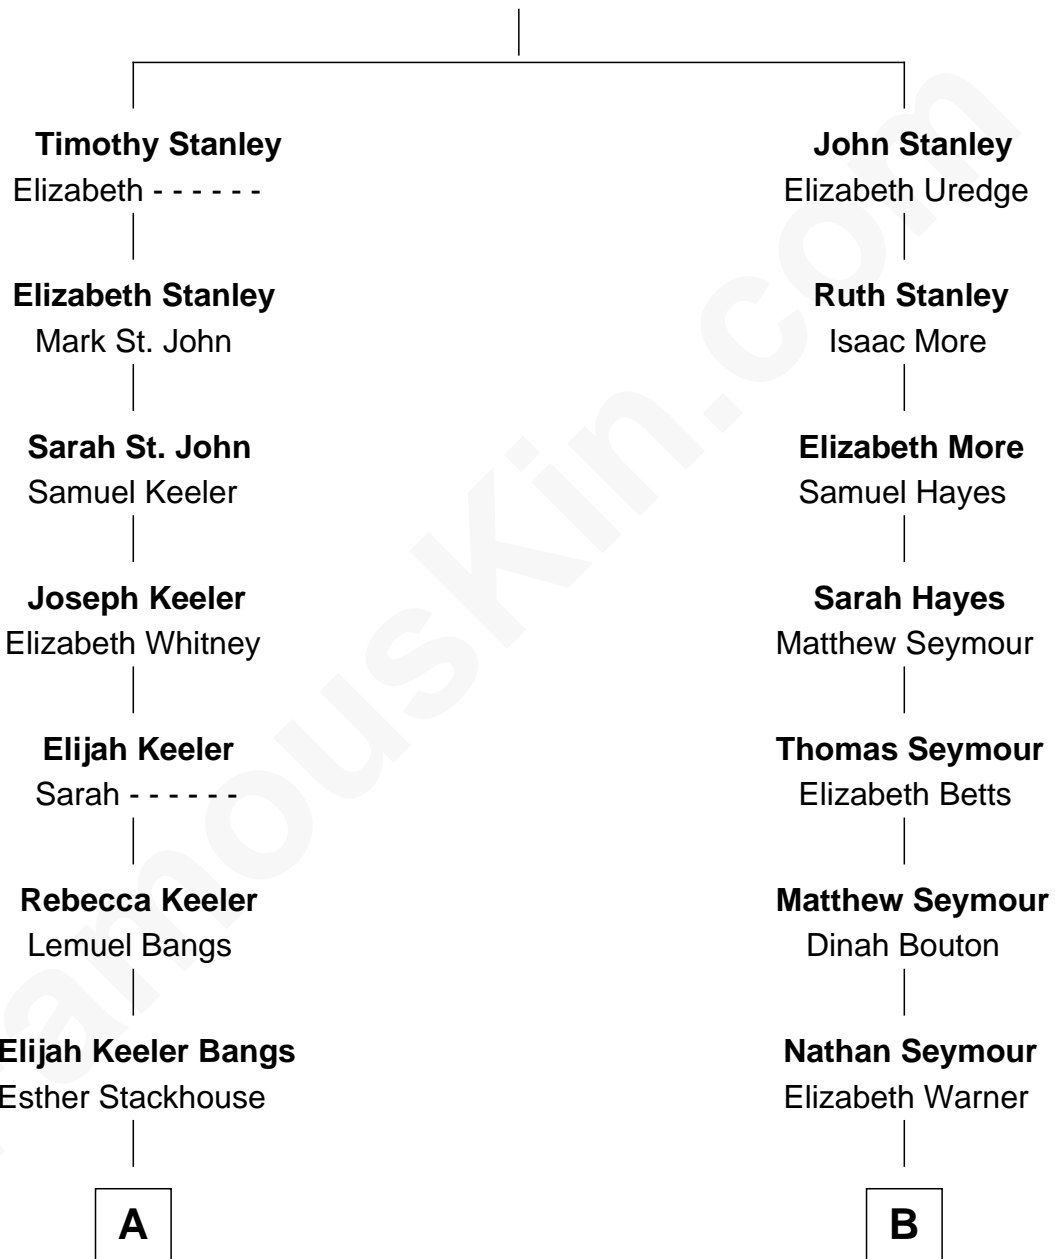 Timothy Stanley
Elizabeth - - - - - -
John Stanley
Elizabeth Uredge
Elizabeth Stanley
Mark St. John
Ruth Stanley
Isaac More
Sarah St. John
Samuel Keeler
Elizabeth More
Samuel Hayes
Joseph Keeler
Elizabeth Whitney
Sarah Hayes
Matthew Seymour
Elijah Keeler
Sarah - - - - - -
Thomas Seymour
Elizabeth Betts
Rebecca Keeler
Lemuel Bangs
Matthew Seymour
Dinah Bouton
Elijah Keeler Bangs
Esther Stackhouse
Nathan Seymour
Elizabeth Warner
A
B
FamousKin.com